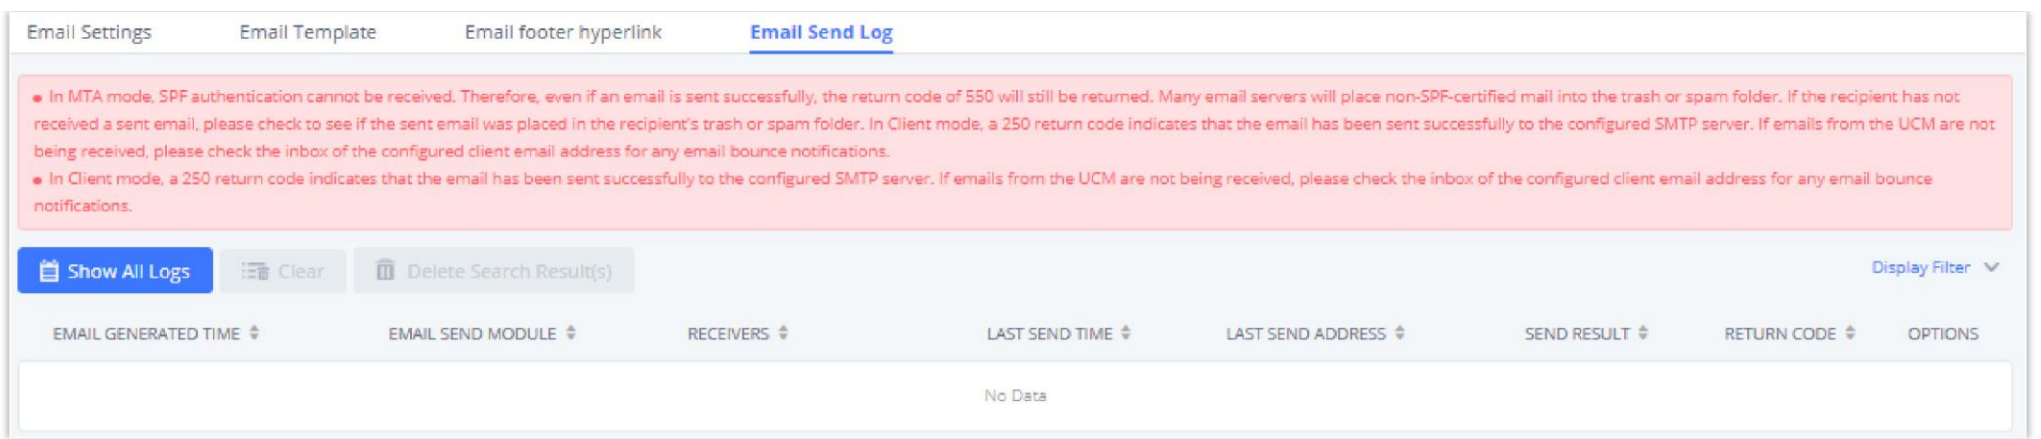 Email Settings Email Template Email footer hyperlink Email Send Log
● In MTA mode, SPF authentication cannot be received. Therefore, even if an email is sent successfully, the return code of 550 will still be returned. Many email servers will place non-SPF-certified mail into the trash or spam folder. If the recipient has not
received a sent email, please check to see if the sent email was placed in the recipient's trash or spam folder. In Client mode, a 250 return code indicates that the email has been sent successfully to the configured SMTP server. If emails from the UCM are not
being received, please check the inbox of the configured client email address for any email bounce notifications.
● In Client mode, a 250 return code indicates that the email has been sent successfully to the configured SMTP server. If emails from the UCM are not being received, please check the inbox of the configured client email address for any email bounce
notifications.
Show All Logs Clear Delete Search Result(s) Display Filter
EMAIL GENERATED TIME EMAIL SEND MODULE RECEIVERS LAST SEND TIME LAST SEND ADDRESS SEND RESULT RETURN CODE OPTIONS
No Data